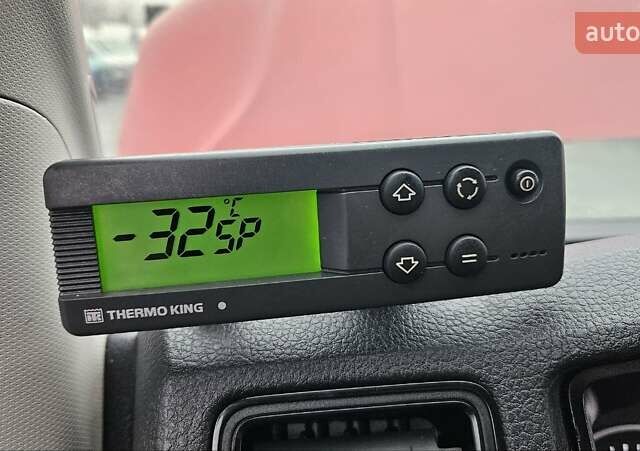 auto
-32 °C
SP
THERMO KING